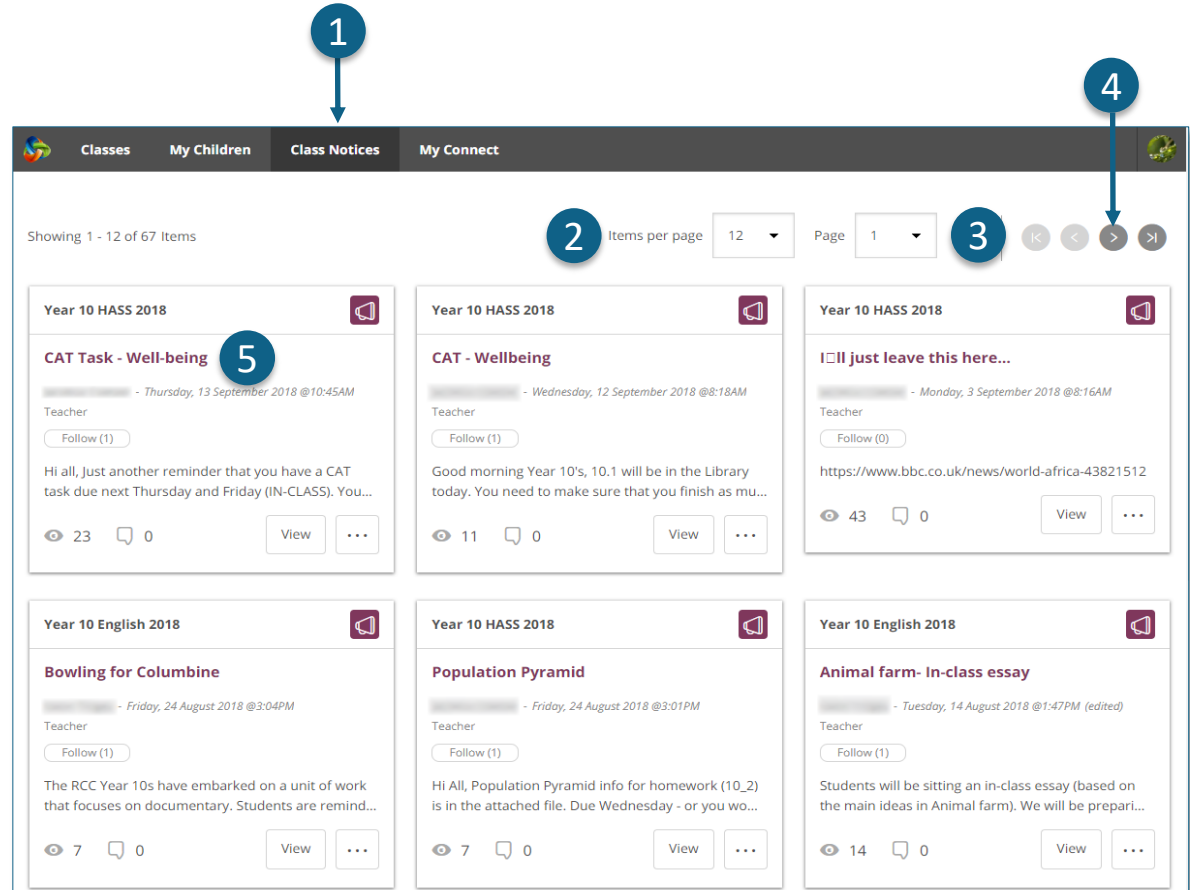 1
4
Classes My Children Class Notices My Connect
Showing 1 - 12 of 67 Items 2 Items per page 12 Page 1 3
Year 10 HASS 2018
CAT Task - Well-being 5
- Thursday, 13 September 2018 @10:45AM
Teacher
Follow (1)
Hi all, Just another reminder that you have a CAT
task due next Thursday and Friday (IN-CLASS). You...
23 0 View ...
Year 10 HASS 2018
CAT - Wellbeing
- Wednesday, 12 September 2018 @8:18AM
Teacher
Follow (1)
Good morning Year 10's, 10.1 will be in the Library
today. You need to make sure that you finish as mu...
11 0 View ...
Year 10 HASS 2018
I□ll just leave this here...
- Monday, 3 September 2018 @8:16AM
Teacher
Follow (0)
https://www.bbc.co.uk/news/world-africa-43821512
43 0 View ...
Year 10 English 2018
Bowling for Columbine
- Friday, 24 August 2018 @3:04PM
Teacher
Follow (1)
The RCC Year 10s have embarked on a unit of work
that focuses on documentary. Students are remind...
7 0 View ...
Year 10 HASS 2018
Population Pyramid
- Friday, 24 August 2018 @3:01PM
Teacher
Follow (1)
Hi All, Population Pyramid info for homework (10_2)
is in the attached file. Due Wednesday - or you wo...
7 0 View ...
Year 10 English 2018
Animal farm- In-class essay
- Tuesday, 14 August 2018 @1:47PM (edited)
Teacher
Follow (1)
Students will be sitting an in-class essay (based on
the main ideas in Animal farm). We will be prepari...
14 0 View ...